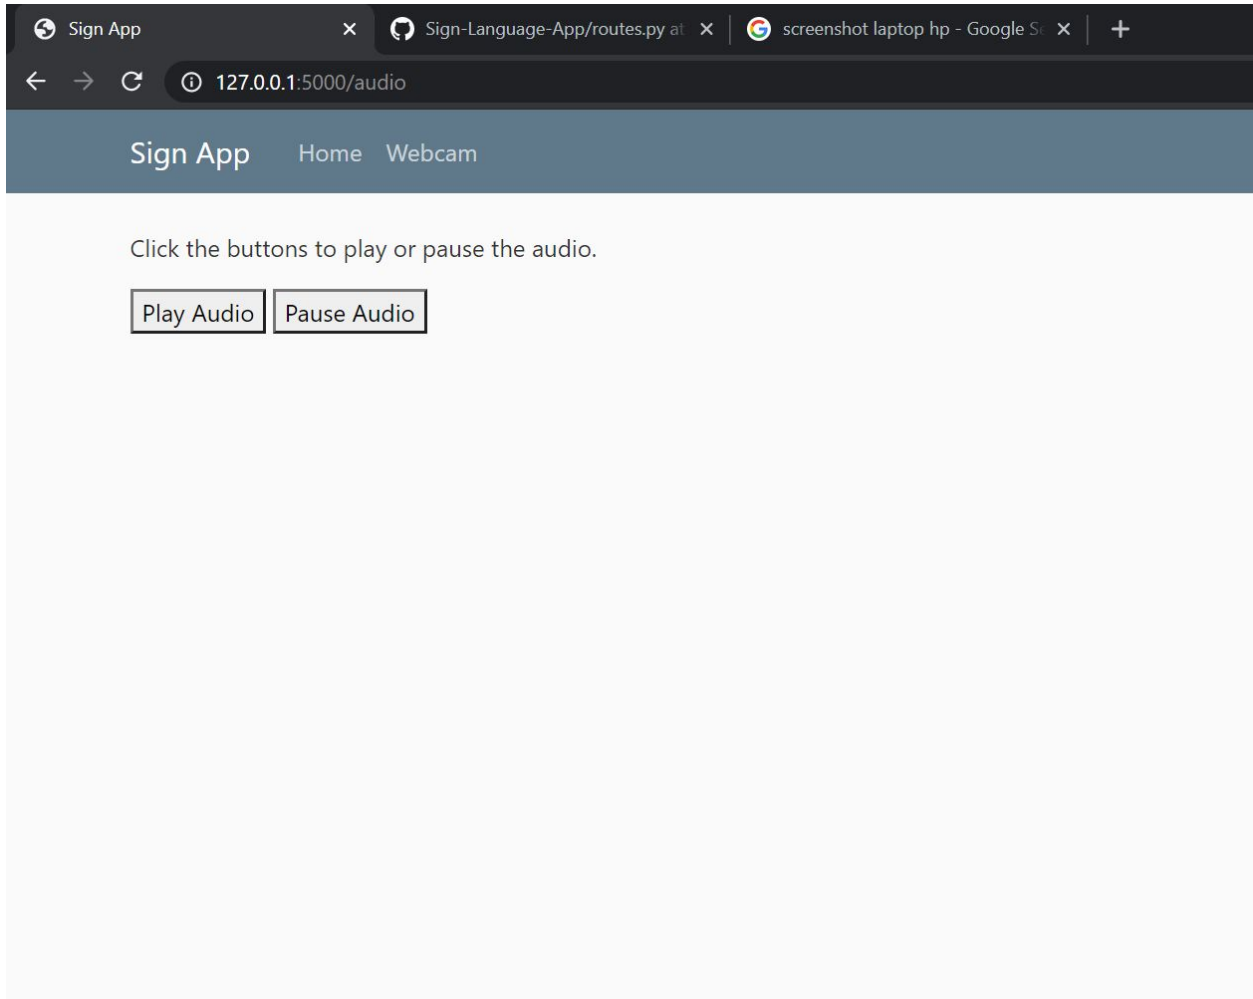 Sign App
Sign-Language-App/routes.py at
screenshot laptop hp - Google Se
127.0.0.1:5000/audio
Sign App Home Webcam
Click the buttons to play or pause the audio.
Play Audio Pause Audio